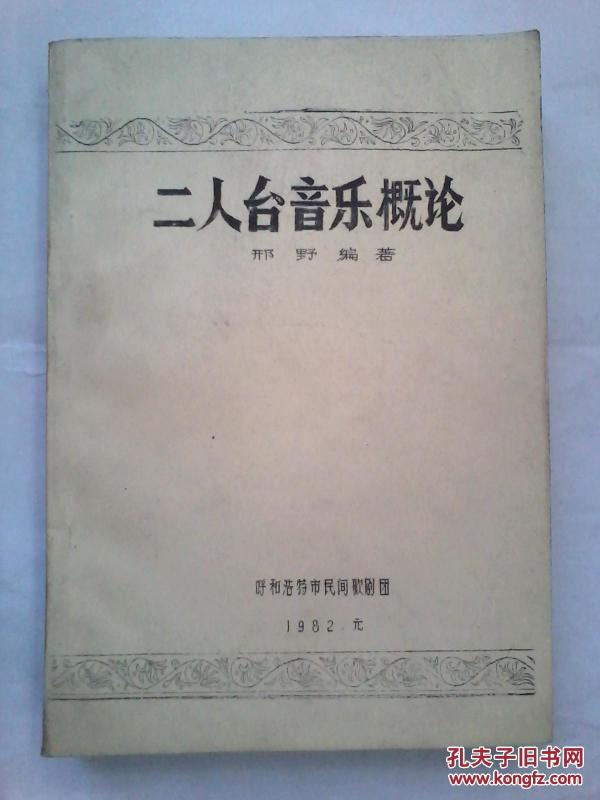 二人台音乐概论
邢野编著
呼和浩特市民间歌剧团
1982.元
孔夫子旧书网
www.kongfz.com